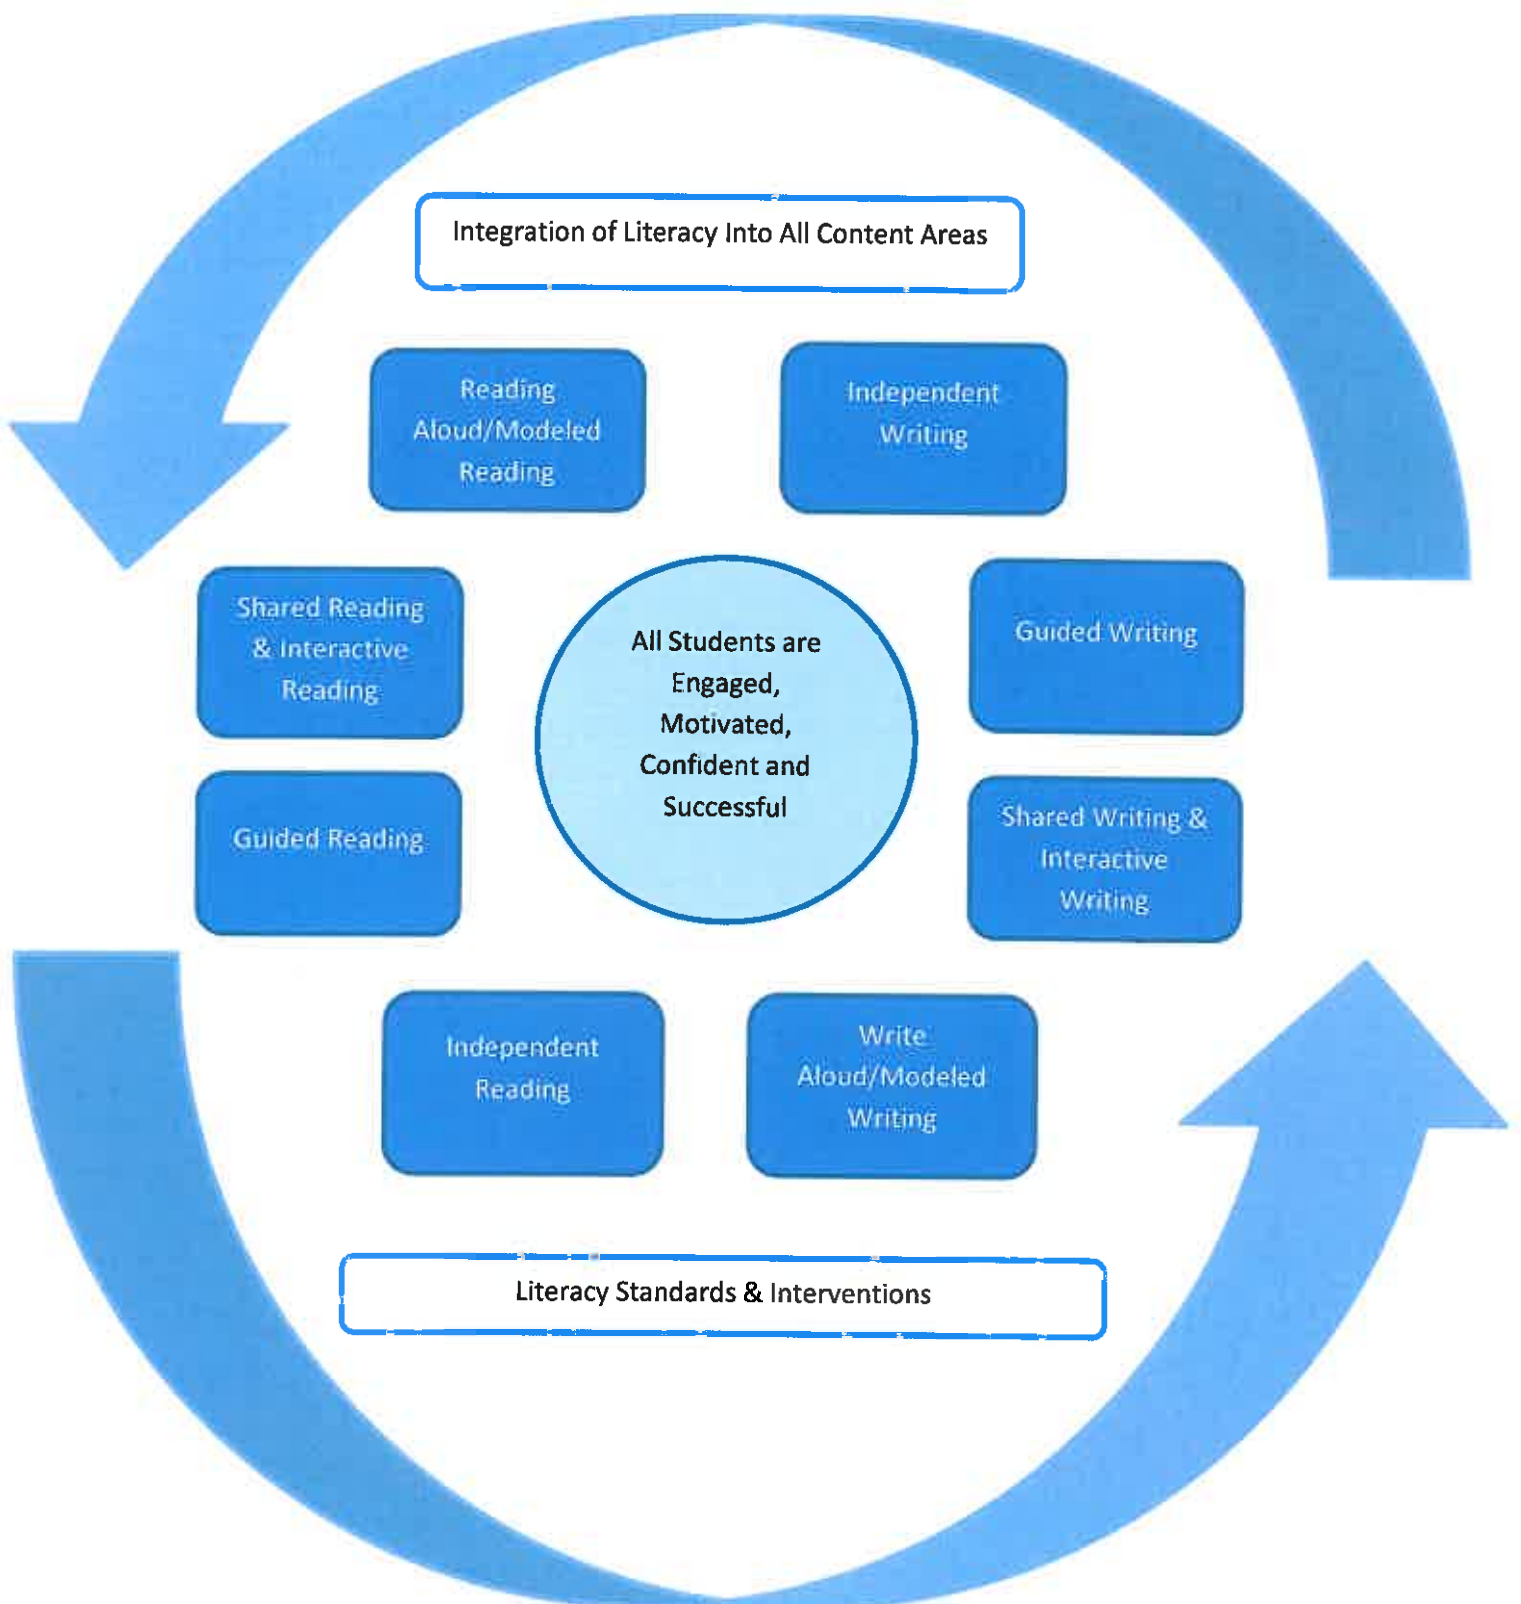 Integration of Literacy Into All Content Areas
Reading
Aloud/Modeled
Reading
Independent
Writing
Shared Reading
& Interactive
Reading
All Students are
Engaged,
Motivated,
Confident and
Successful
Guided Writing
Guided Reading
Shared Writing &
Interactive
Writing
Independent
Reading
Write
Aloud/Modeled
Writing
Literacy Standards & Interventions